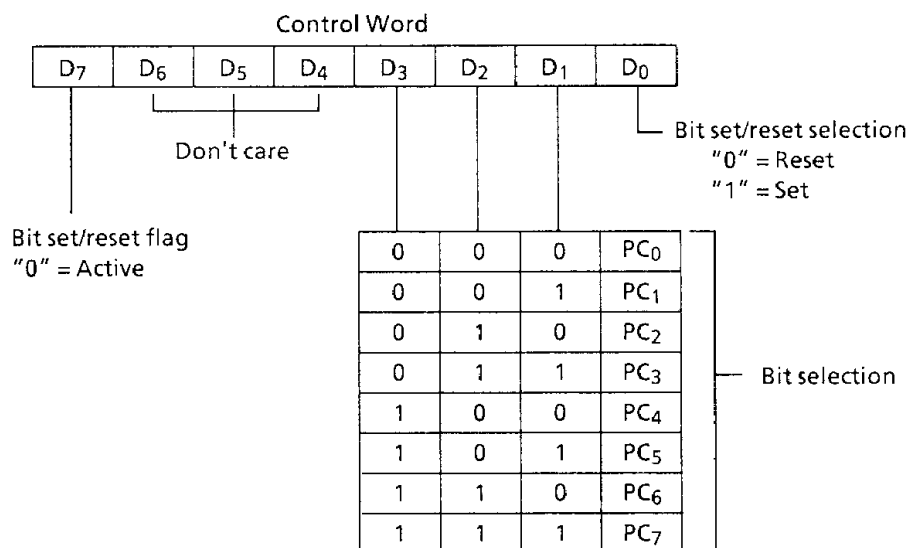 Control Word
D7 D6 D5 D4 D3 D2 D1 D0
Don't care
Bit set/reset selection
"0" = Reset
"1" = Set
Bit set/reset flag
"0" = Active
0 0 0 PC0
0 0 1 PC1
0 1 0 PC2
0 1 1 PC3
1 0 0 PC4
1 0 1 PC5
1 1 0 PC6
1 1 1 PC7
Bit selection